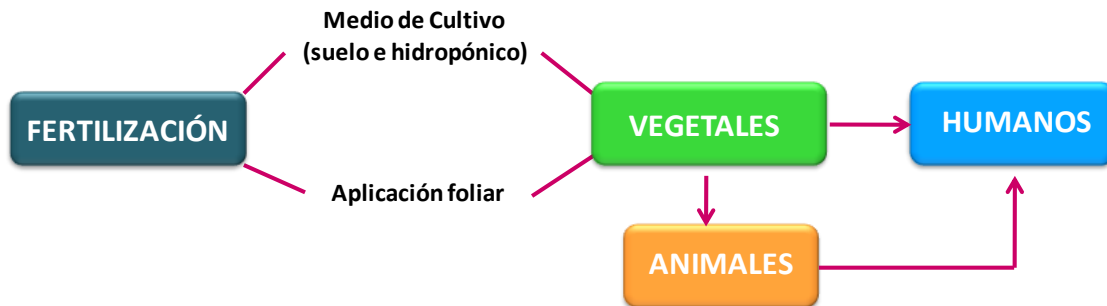 Medio de Cultivo
(suelo e hidropónico)
FERTILIZACIÓN
VEGETALES
HUMANOS
Aplicación foliar
ANIMALES